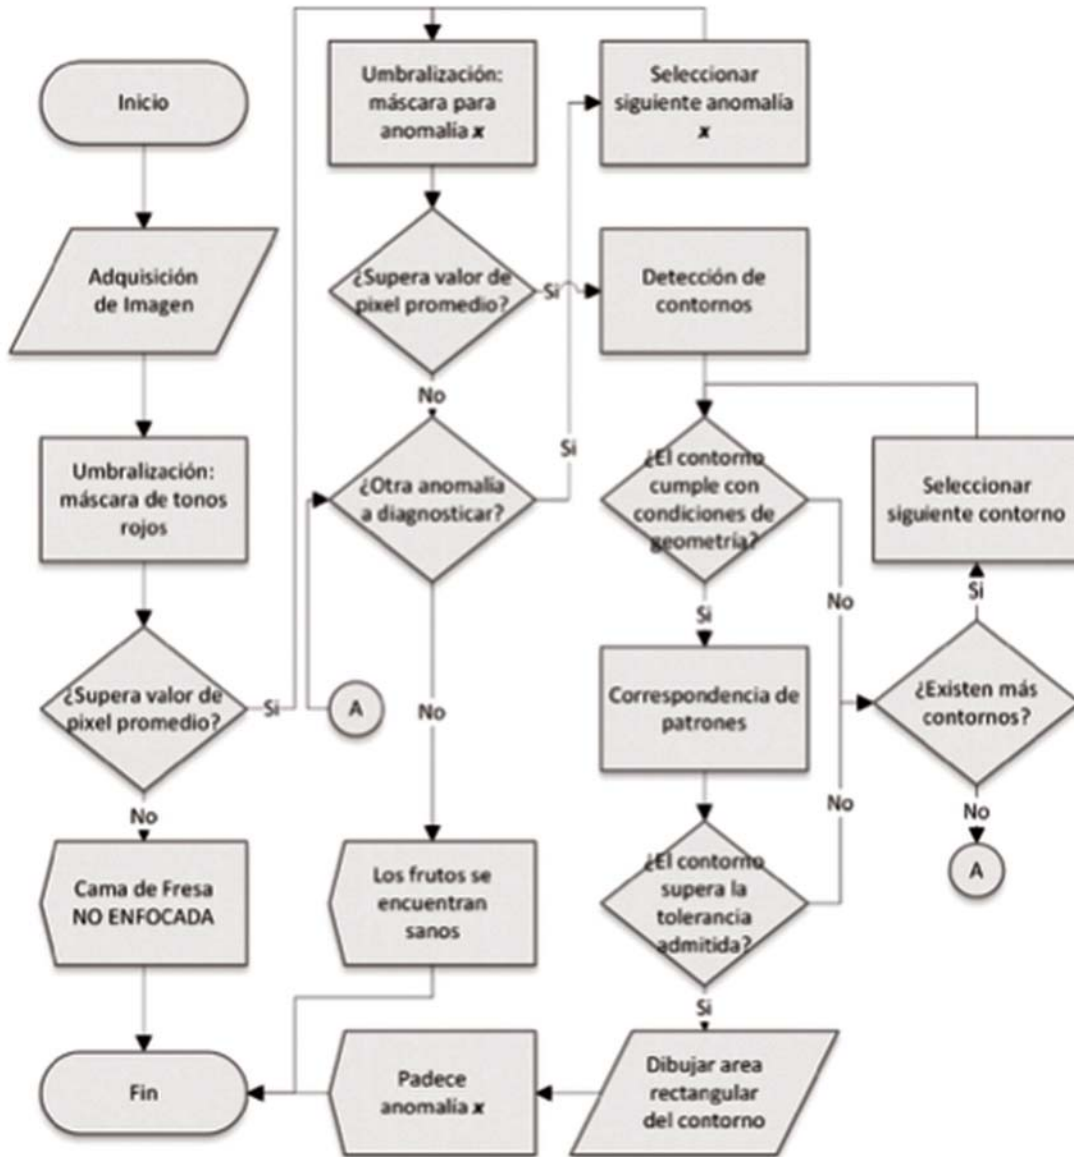 Inicio
Adquisición
de Imagen
Umbralización:
máscara de tonos
rojos
¿Supera valor de
pixel promedio?
Si
No
Cama de Fresa
NO ENFOCADA
Fin
Umbralización:
máscara para
anomalía x
¿Supera valor de
pixel promedio?
Si
No
¿Otra anomalía
a diagnosticar?
Si
No
A
Los frutos se
encuentran
sanos
Padece
anomalía x
Seleccionar
siguiente anomalía
x
Detección de
contornos
¿El contorno
cumple con
condiciones de
geometría?
No
Si
Correspondencia de
patrones
¿El contorno
supera la
tolerancia
admitida?
No
Si
Dibujar area
rectangular
del contorno
Seleccionar
siguiente contorno
Si
¿Existen más
contornos?
No
A